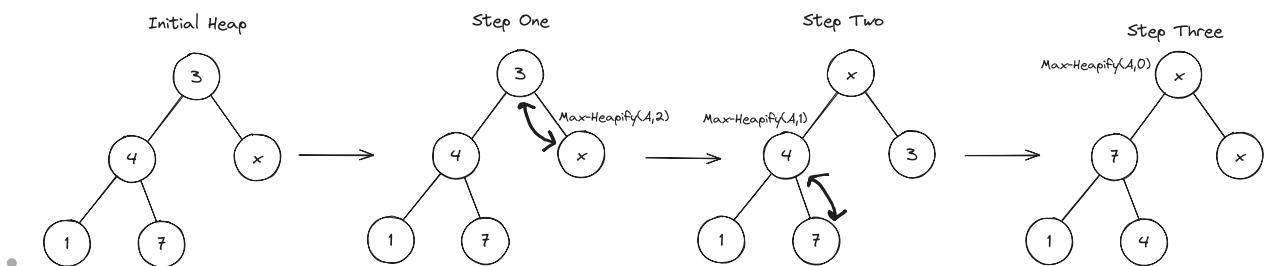 Initial Heap
3
4
x
1
7
Step One
3
Max-Heapify(A,2)
4
x
1
7
Step Two
x
Max-Heapify(A,1)
4
3
1
7
Step Three
Max-Heapify(A,0)
x
7
x
1
4